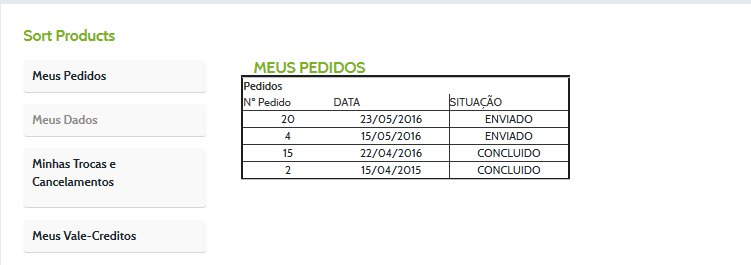 Sort Products
Meus Pedidos
Meus Dados
Minhas Trocas e
Cancelamentos
Meus Vale-Creditos
MEUS PEDIDOS
Pedidos
Nº Pedido DATA SITUAÇÃO
20 23/05/2016 ENVIADO
4 15/05/2016 ENVIADO
15 22/04/2016 CONCLUIDO
2 15/04/2015 CONCLUIDO